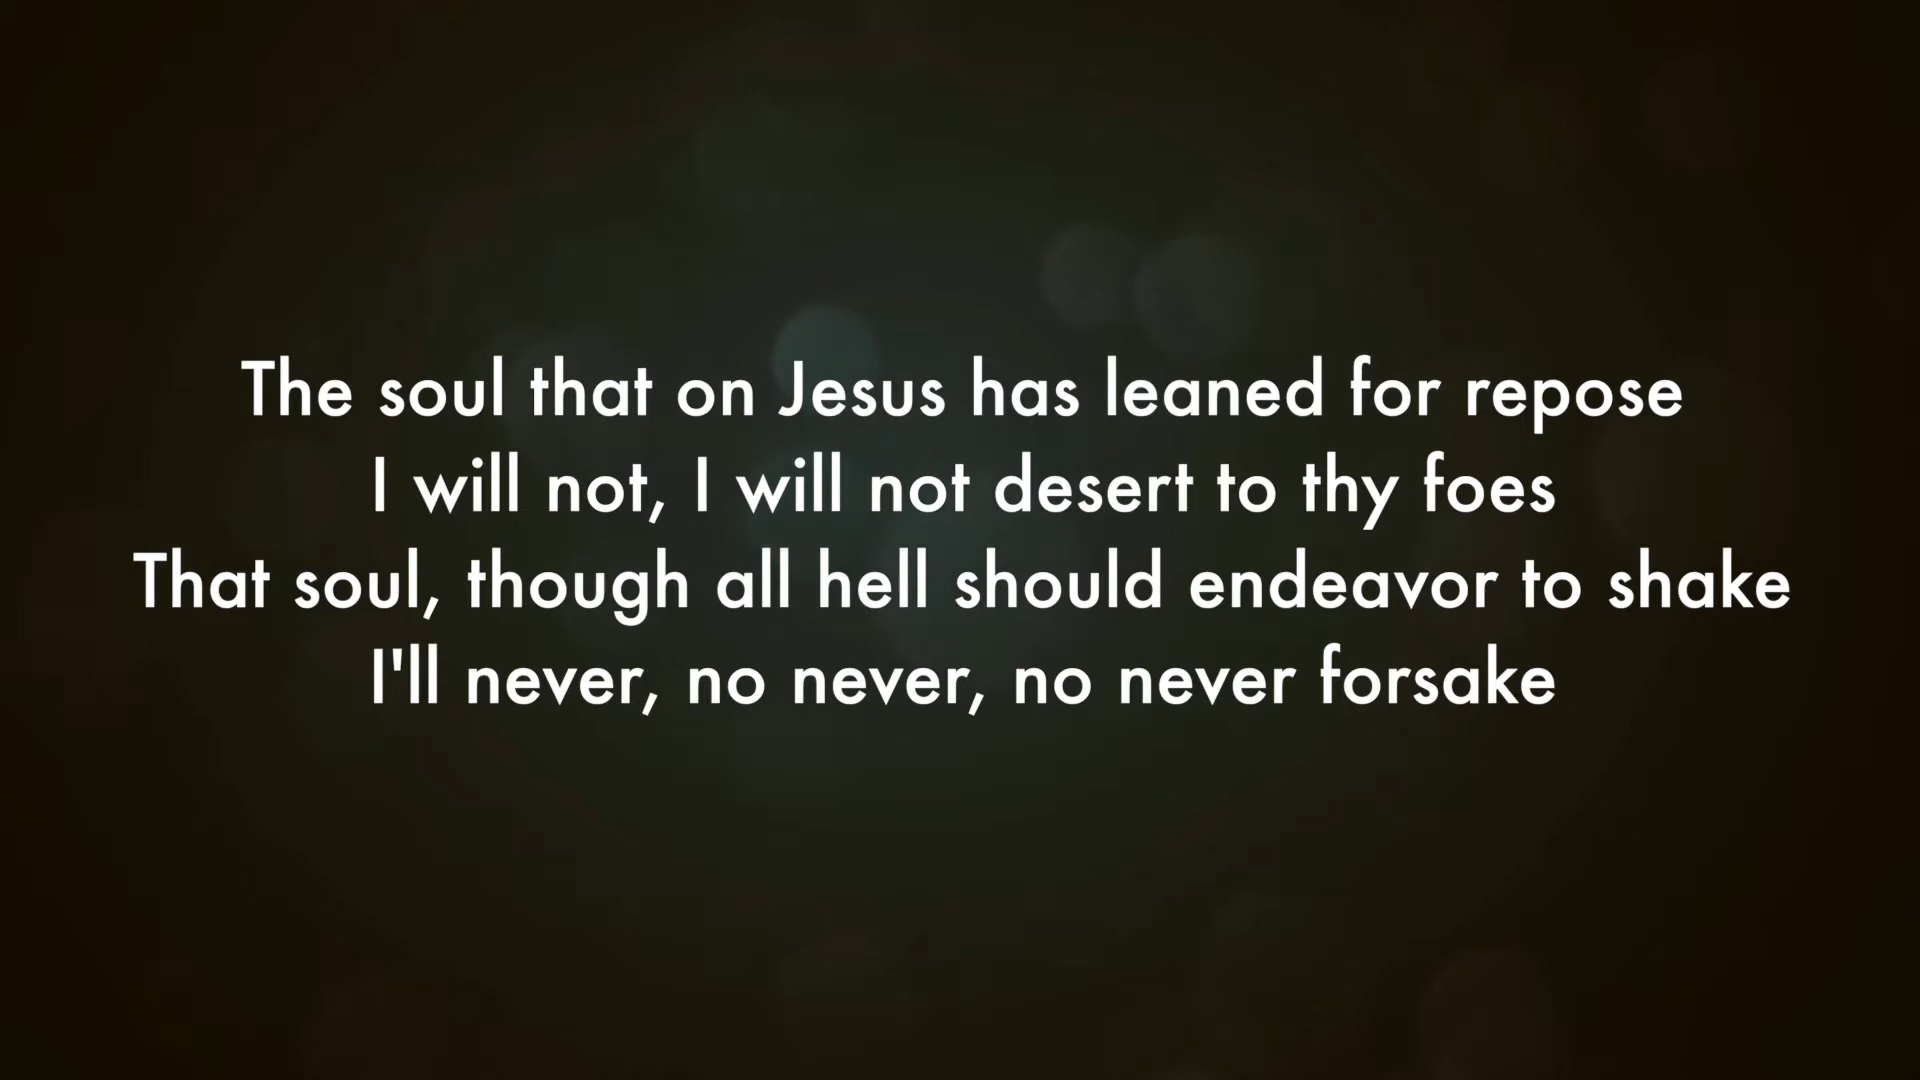 The soul that on Jesus has leaned for repose
I will not, I will not desert to thy foes
That soul, though all hell should endeavor to shake
I'll never, no never, no never forsake